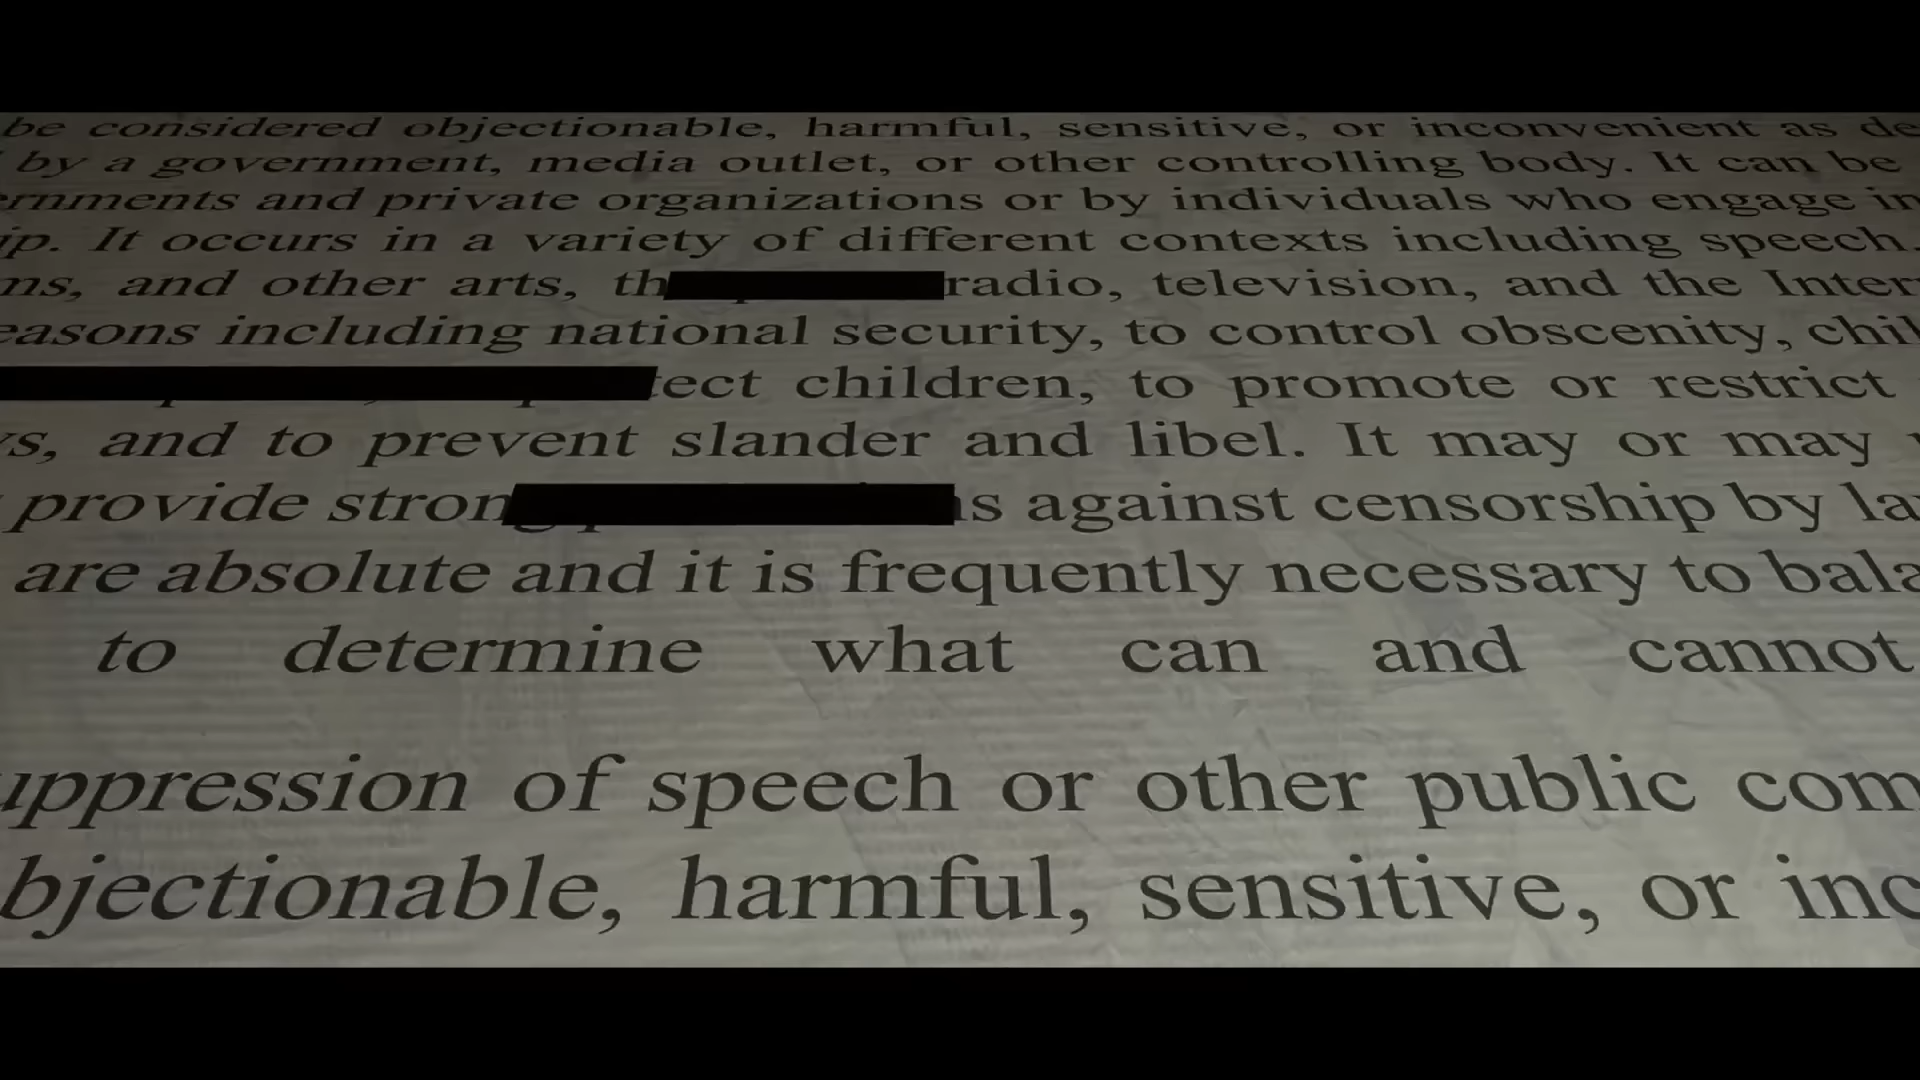 be considered objectionable, harmful, sensitive, or inconvenient as de
by a government, media outlet, or other controlling body. It can be
ernments and private organizations or by individuals who engage in
ip. It occurs in a variety of different contexts including speech,
ms, and other arts, th radio, television, and the Inter
easons including national security, to control obscenity, chil
tect children, to promote or restrict
ys, and to prevent slander and libel. It may or may
provide strong s against censorship by la
are absolute and it is frequently necessary to bala
to determine what can and cannot
uppression of speech or other public com
bjectionable, harmful, sensitive, or inc